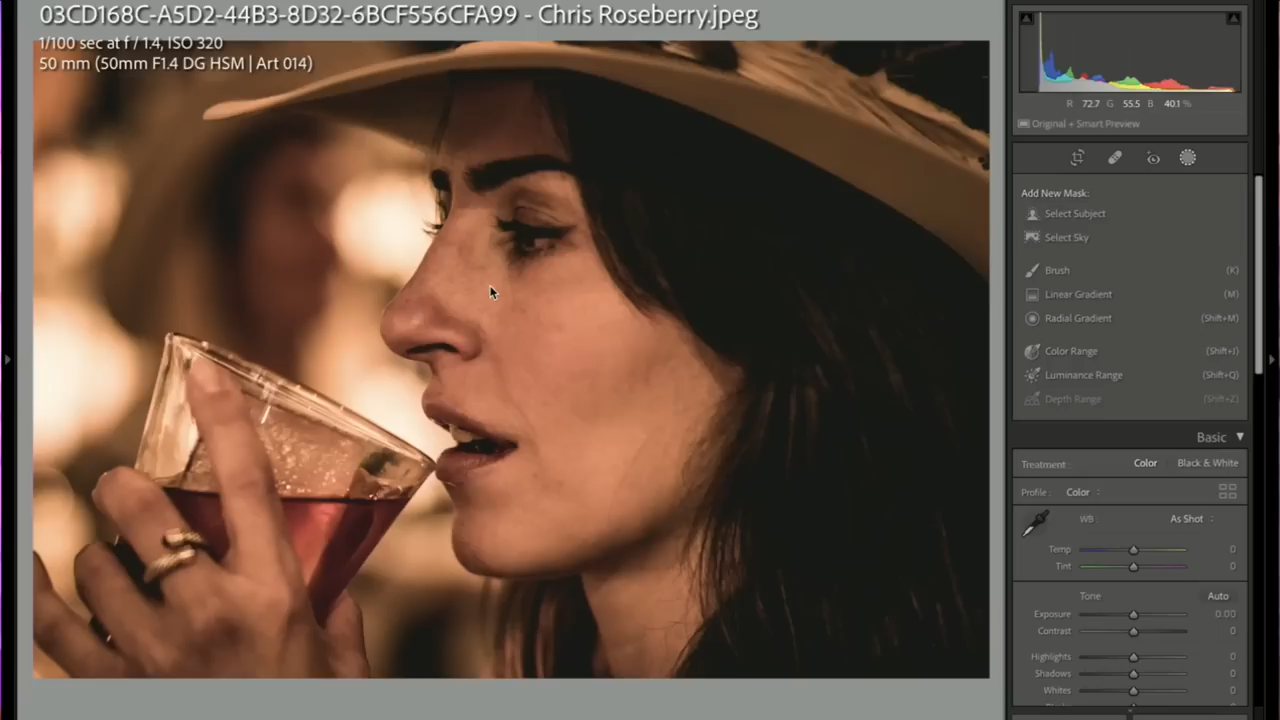 03CD168C-A5D2-44B3-8D32-6BCF556CFA99 - Chris Roseberry.jpeg
1/100 sec at f / 1.4, ISO 320
50 mm (50mm F1.4 DG HSM | Art 014)
R 72.7 G 55.5 B 40.1 %
Original + Smart Preview
Add New Mask:
Select Subject
Select Sky
Brush (K)
Linear Gradient (M)
Radial Gradient (Shift+M)
Color Range (Shift+J)
Luminance Range (Shift+Q)
Depth Range (Shift+Z)
Basic
Treatment : Color Black & White
Profile : Color
WB : As Shot
Temp 0
Tint 0
Tone Auto
Exposure 0.00
Contrast 0
Highlights 0
Shadows 0
Whites 0